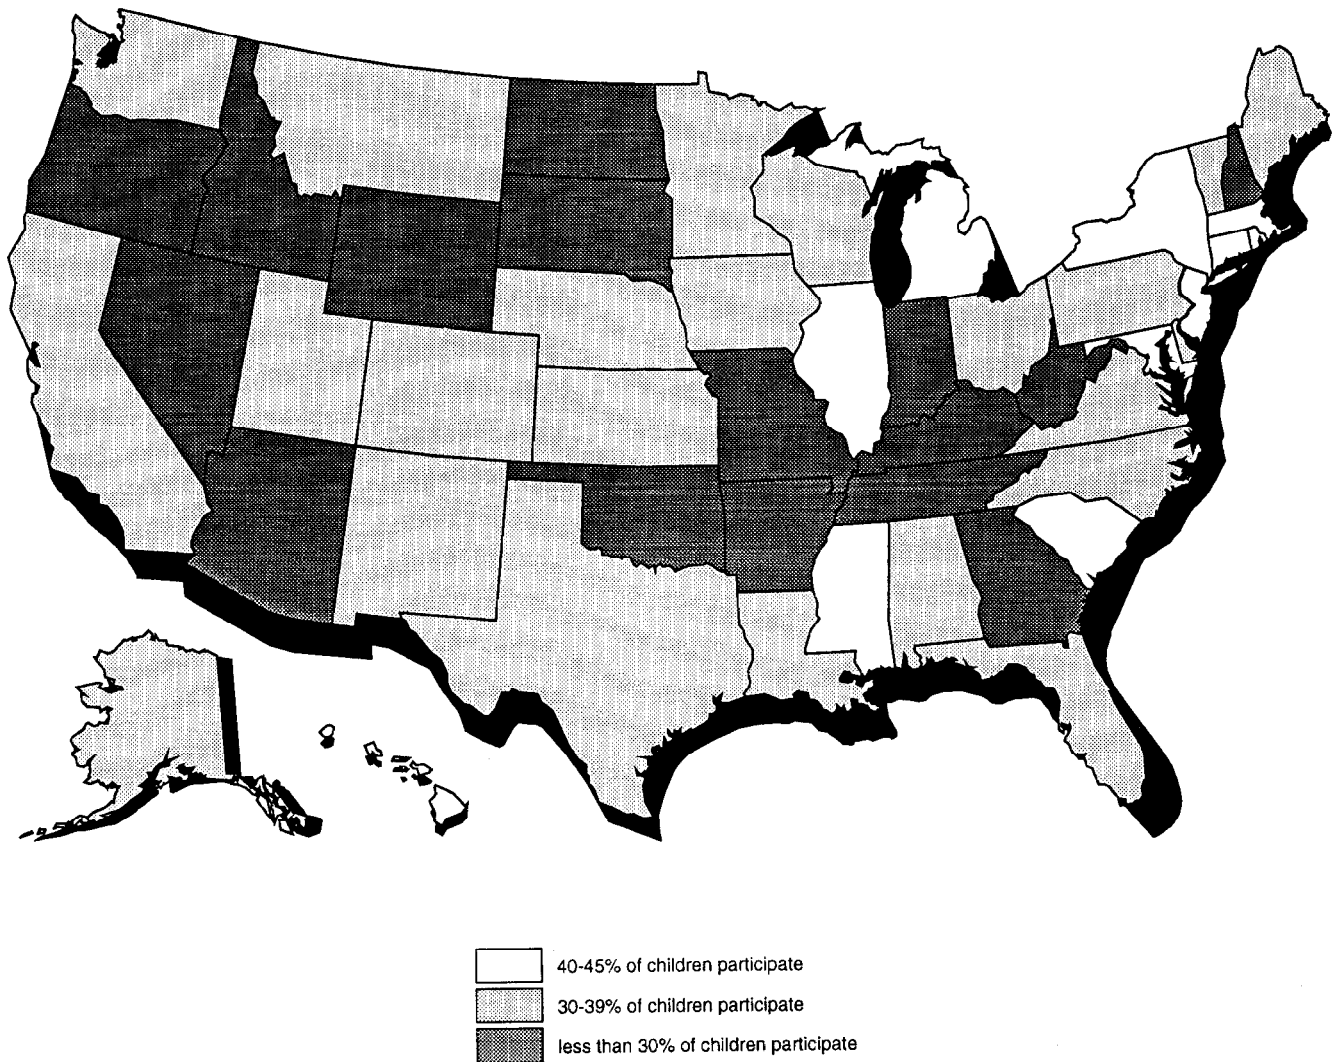 40-45% of children participate
30-39% of children participate
less than 30% of children participate